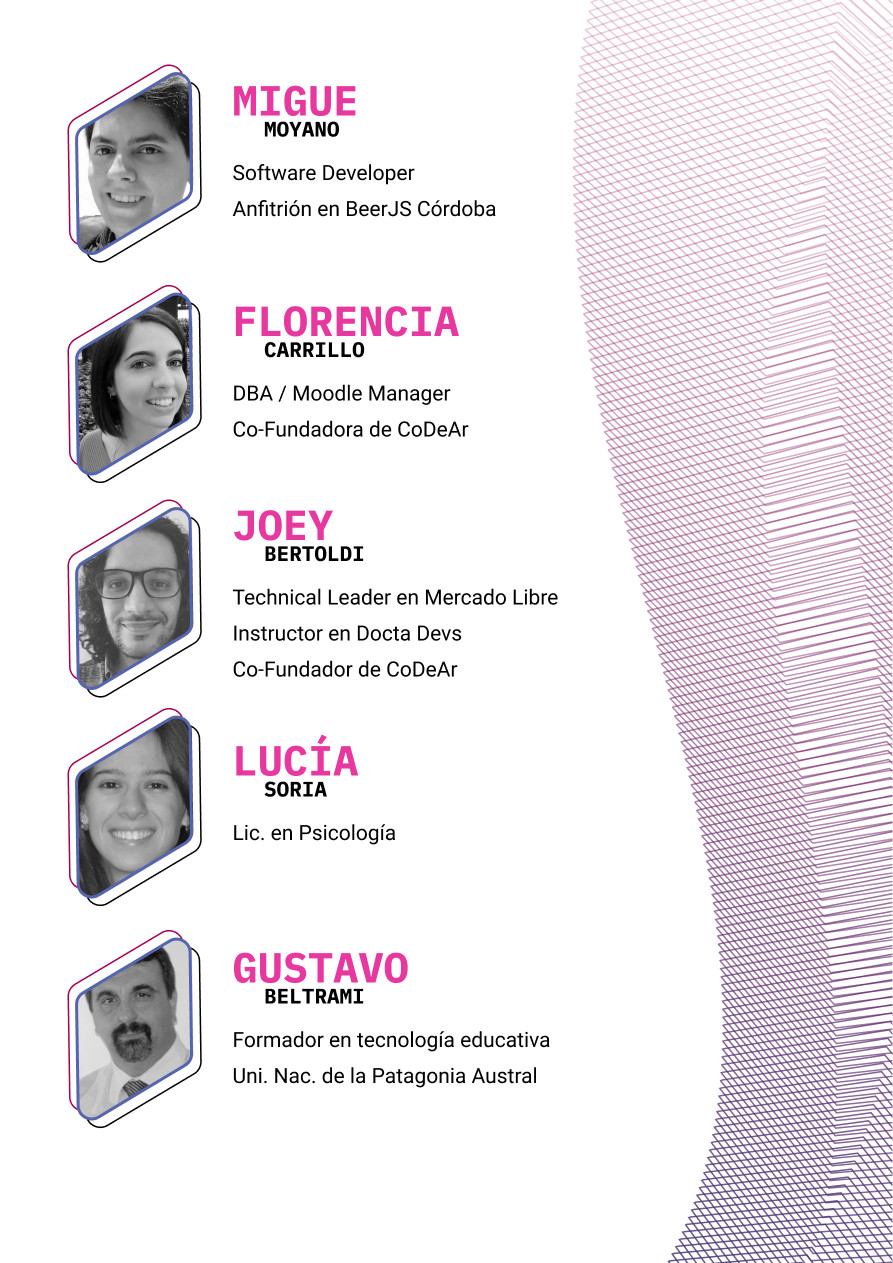 MIGUE
MOYANO
Software Developer
Anfitrión en BeerJS Córdoba
FLORENCIA
CARRILLO
DBA / Moodle Manager
Co-Fundadora de CoDeAr
JOEY
BERTOLDI
Technical Leader en Mercado Libre
Instructor en Docta Devs
Co-Fundador de CoDeAr
LUCÍA
SORIA
Lic. en Psicología
GUSTAVO
BELTRAMI
Formador en tecnología educativa
Uni. Nac. de la Patagonia Austral